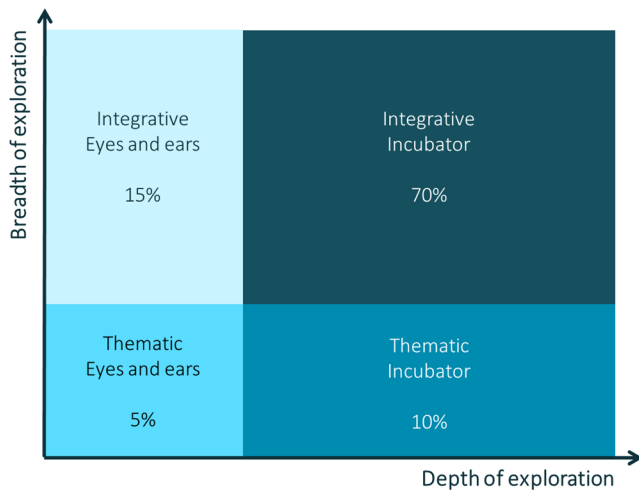 Breadth of exploration
Integrative
Eyes and ears
15%
Integrative
Incubator
70%
Thematic
Eyes and ears
5%
Thematic
Incubator
10%
Depth of exploration